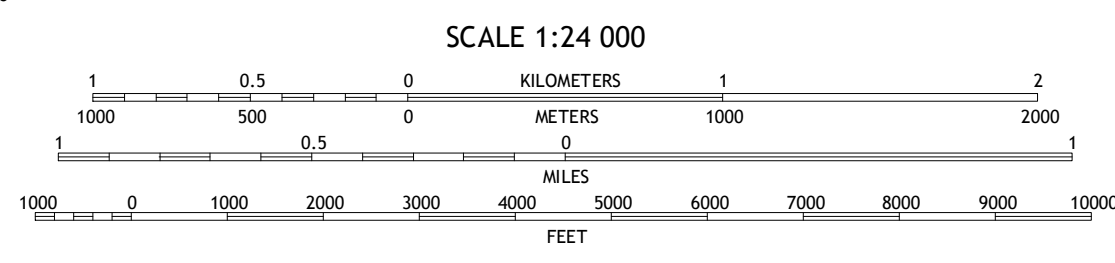 SCALE 1:24 000
1 0.5 0 KILOMETERS 1 2
1000 500 0 METERS 1000 2000
1 0.5 0 1
MILES
1000 0 1000 2000 3000 4000 5000 6000 7000 8000 9000 10000
FEET